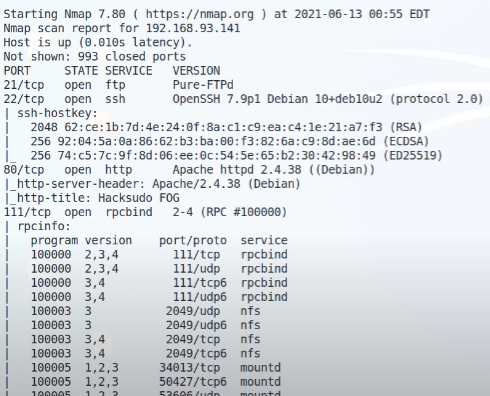 Starting Nmap 7.80 ( https://nmap.org ) at 2021-06-13 00:55 EDT
Nmap scan report for 192.168.93.141
Host is up (0.010s latency).
Not shown: 993 closed ports
PORT     STATE SERVICE  VERSION
21/tcp   open  ftp      Pure-FTPd
22/tcp   open  ssh      OpenSSH 7.9p1 Debian 10+deb10u2 (protocol 2.0)
| ssh-hostkey:
|   2048 62:ce:1b:7d:4e:24:0f:8a:c1:c9:ea:c4:1e:21:a7:f3 (RSA)
|   256 92:04:5a:0a:86:62:b3:ba:00:f3:82:6a:c9:8d:ae:6d (ECDSA)
|_  256 74:c5:7c:9f:8d:06:ee:0c:54:5e:65:b2:30:42:98:49 (ED25519)
80/tcp   open  http     Apache httpd 2.4.38 ((Debian))
|_http-server-header: Apache/2.4.38 (Debian)
|_http-title: Hacksudo FOG
111/tcp  open  rpcbind  2-4 (RPC #100000)
| rpcinfo:
|   program version    port/proto  service
|   100000  2,3,4        111/tcp   rpcbind
|   100000  2,3,4        111/udp   rpcbind
|   100000  3,4          111/tcp6  rpcbind
|   100000  3,4          111/udp6  rpcbind
|   100003  3           2049/udp   nfs
|   100003  3           2049/udp6  nfs
|   100003  3,4         2049/tcp   nfs
|   100003  3,4         2049/tcp6  nfs
|   100005  1,2,3      34013/tcp   mountd
|   100005  1,2,3      50427/tcp6  mountd
|   100005  1,2,3      53606/udp   mountd